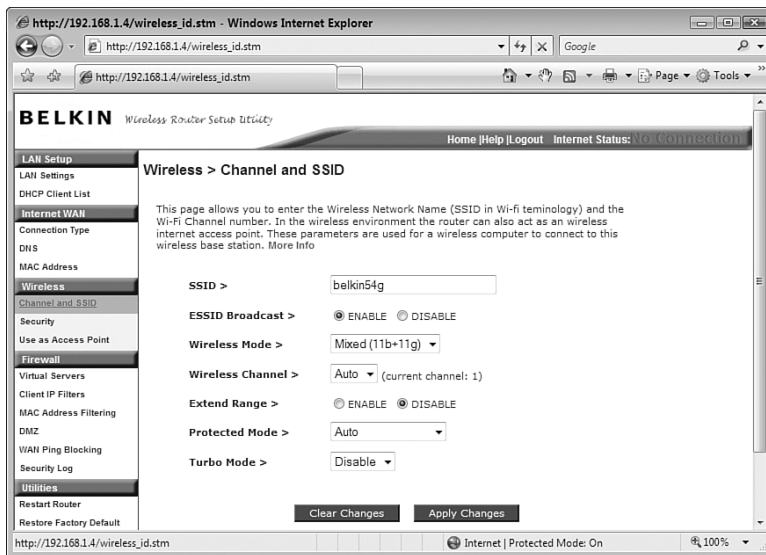 http://192.168.1.4/wireless_id.stm - Windows Internet Explorer
http://192.168.1.4/wireless_id.stm
Google
http://192.168.1.4/wireless_id.stm
Page
Tools
BELKIN Wireless Router Setup Utility
Home |Help |Logout Internet Status:No Connection
LAN Setup
LAN Settings
DHCP Client List
Internet WAN
Connection Type
DNS
MAC Address
Wireless
Channel and SSID
Security
Use as Access Point
Firewall
Virtual Servers
Client IP Filters
MAC Address Filtering
DMZ
WAN Ping Blocking
Security Log
Utilities
Restart Router
Restore Factory Default
Wireless > Channel and SSID
This page allows you to enter the Wireless Network Name (SSID in Wi-fi teminology) and the
Wi-Fi Channel number. In the wireless environment the router can also act as an wireless
internet access point. These parameters are used for a wireless computer to connect to this
wireless base station. More Info
SSID > belkin54g
ESSID Broadcast > ENABLE DISABLE
Wireless Mode > Mixed (11b+11g)
Wireless Channel > Auto (current channel: 1)
Extend Range > ENABLE DISABLE
Protected Mode > Auto
Turbo Mode > Disable
Clear Changes Apply Changes
http://192.168.1.4/wireless_id.stm
Internet | Protected Mode: On
100%